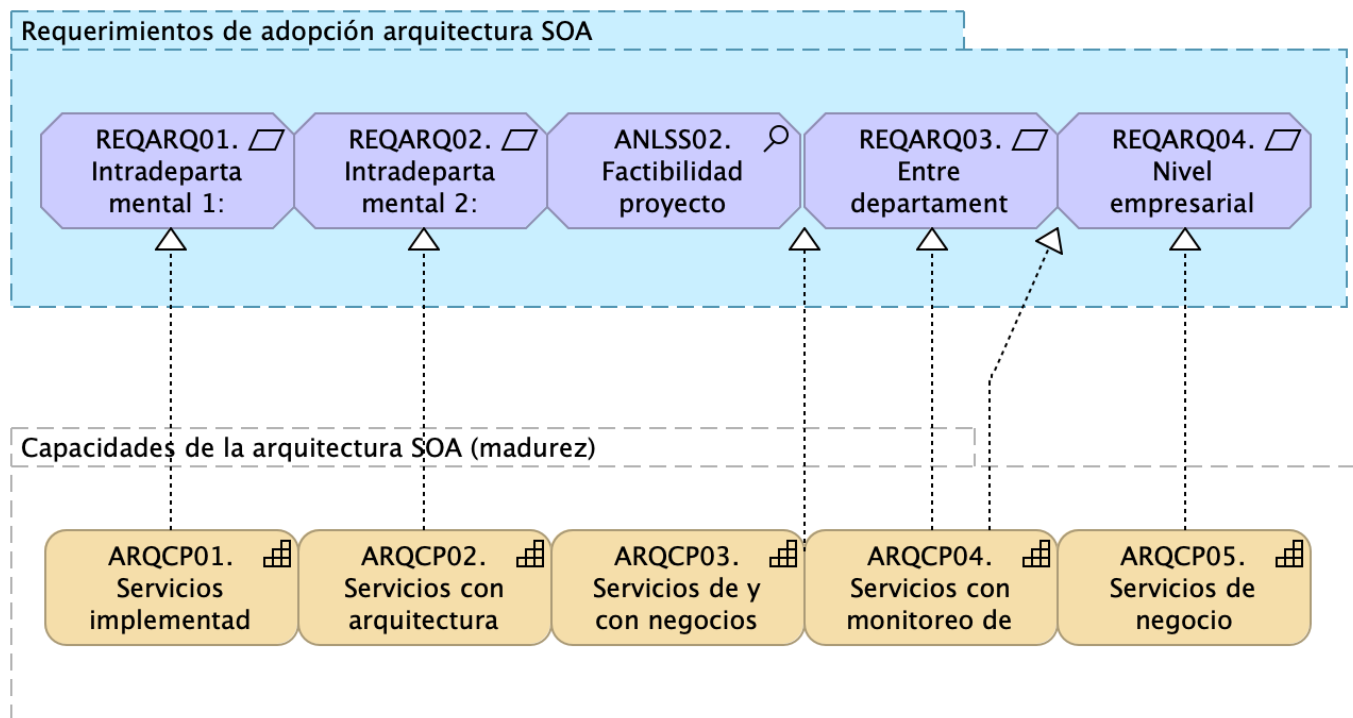 Requerimientos de adopción arquitectura SOA
REQARQ01.
Intradeparta
mental 1:
REQARQ02.
Intradeparta
mental 2:
ANLSS02.
Factibilidad
proyecto
REQARQ03.
Entre
departament
REQARQ04.
Nivel
empresarial
Capacidades de la arquitectura SOA (madurez)
ARQCP01.
Servicios
implementad
ARQCP02.
Servicios con
arquitectura
ARQCP03.
Servicios de y
con negocios
ARQCP04.
Servicios con
monitoreo de
ARQCP05.
Servicios de
negocio